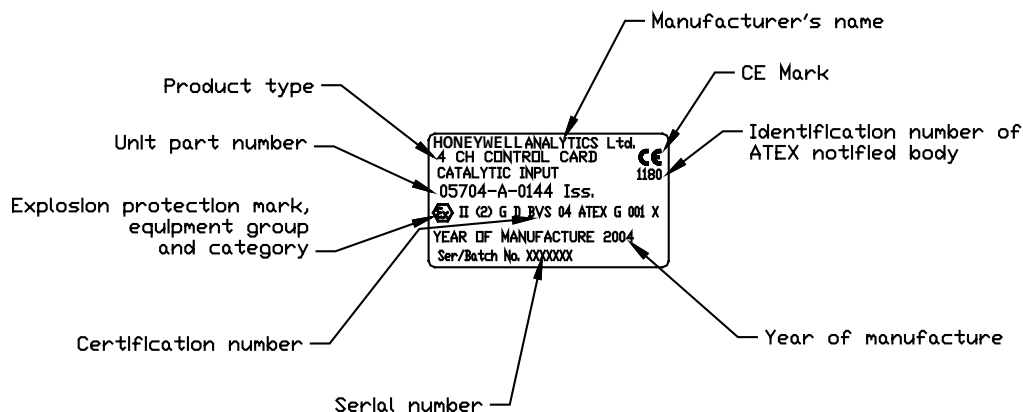 Manufacturer's name
Product type
CE Mark
Unit part number
Identification number of
ATEX notified body
Explosion protection mark,
equipment group
and category
HONEYWELL ANALYTICS Ltd.
4 CH CONTROL CARD
CE
CATALYTIC INPUT
1180
05704-A-0144 Iss.
Ex II (2) G D BVS 04 ATEX G 001 X
YEAR OF MANUFACTURE 2004
Ser/Batch No. XXXXXXX
Certification number
Year of manufacture
Serial number